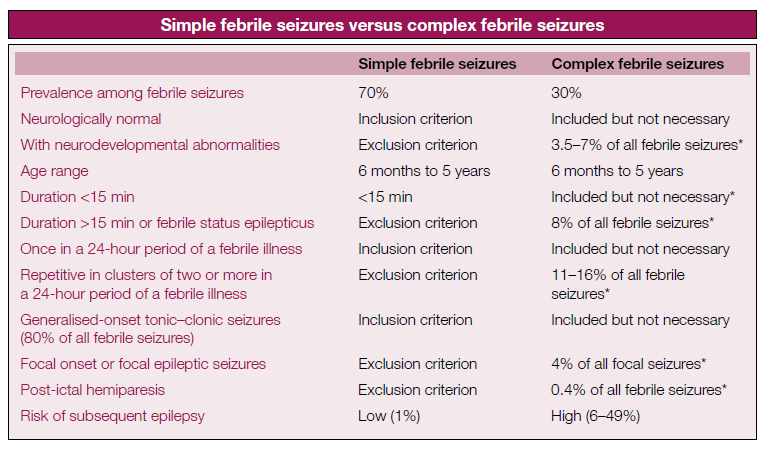 Simple febrile seizures versus complex febrile seizures
Simple febrile seizures Complex febrile seizures
Prevalence among febrile seizures 70% 30%
Neurologically normal Inclusion criterion Included but not necessary
With neurodevelopmental abnormalities Exclusion criterion 3.5–7% of all febrile seizures*
Age range 6 months to 5 years 6 months to 5 years
Duration <15 min <15 min Included but not necessary*
Duration >15 min or febrile status epilepticus Exclusion criterion 8% of all febrile seizures*
Once in a 24-hour period of a febrile illness Inclusion criterion Included but not necessary
Repetitive in clusters of two or more in Exclusion criterion 11–16% of all febrile
a 24-hour period of a febrile illness seizures*
Generalised-onset tonic–clonic seizures Inclusion criterion Included but not necessary
(80% of all febrile seizures)
Focal onset or focal epileptic seizures Exclusion criterion 4% of all focal seizures*
Post-ictal hemiparesis Exclusion criterion 0.4% of all febrile seizures*
Risk of subsequent epilepsy Low (1%) High (6–49%)